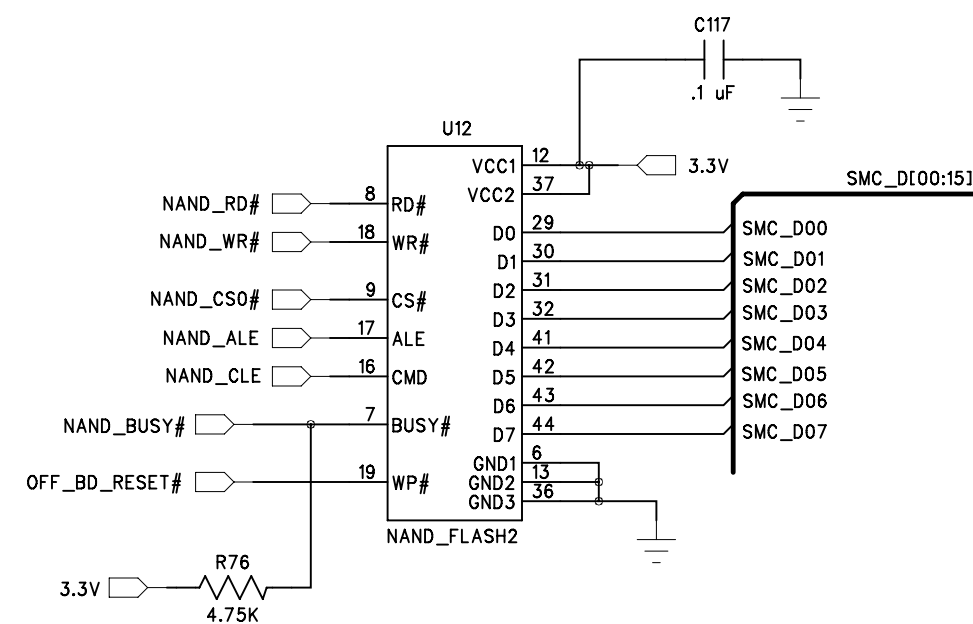 C117
.1 uF
U12
VCC1 12
3.3V
VCC2 37
SMC_D[00:15]
NAND_RD# 8 RD#
NAND_WR# 18 WR#
D0 29 SMC_D00
D1 30 SMC_D01
D2 31 SMC_D02
NAND_CS0# 9 CS#
D3 32 SMC_D03
NAND_ALE 17 ALE
D4 41 SMC_D04
NAND_CLE 16 CMD
D5 42 SMC_D05
D6 43 SMC_D06
NAND_BUSY# 7 BUSY#
D7 44 SMC_D07
GND1 6
OFF_BD_RESET# 19 WP#
GND2 13
GND3 36
NAND_FLASH2
R76
3.3V
4.75K